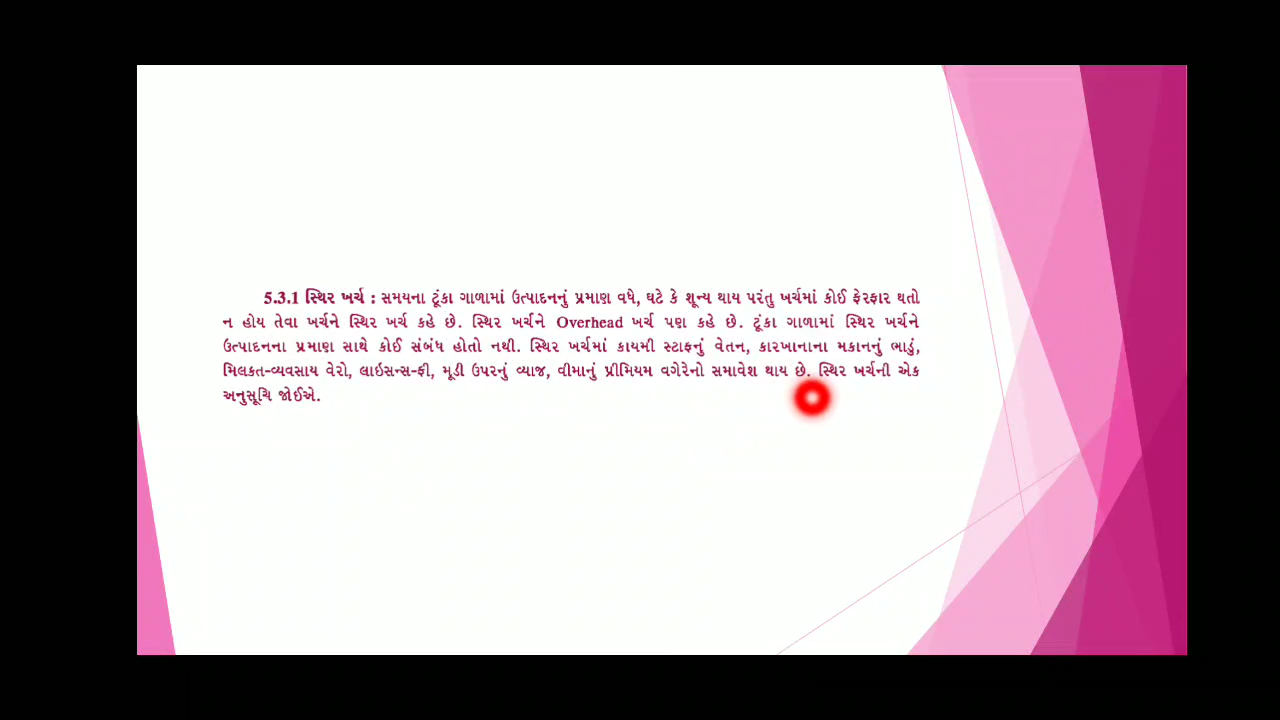 5.3.1 સ્થિર ખર્ચ : સમયના ટૂંકા ગાળામાં ઉત્પાદનનું પ્રમાણ વધે, ઘટે કે શૂન્ય થાય પરંતુ ખર્ચમાં કોઈ ફેરફાર થતો
ન હોય તેવા ખર્ચને સ્થિર ખર્ચ કહે છે. સ્થિર ખર્ચને Overhead ખર્ચ પણ કહે છે. ટૂંકા ગાળામાં સ્થિર ખર્ચને
ઉત્પાદનના પ્રમાણ સાથે કોઈ સંબંધ હોતો નથી. સ્થિર ખર્ચમાં કાયમી સ્ટાફનું વેતન, કારખાનાના મકાનનું ભાડું,
મિલકત-વ્યવસાય વેરો, લાઇસન્સ-ફી, મૂડી ઉપરનું વ્યાજ, વીમાનું પ્રીમિયમ વગેરેનો સમાવેશ થાય છે. સ્થિર ખર્ચની એક
અનુસૂચિ જોઈએ.